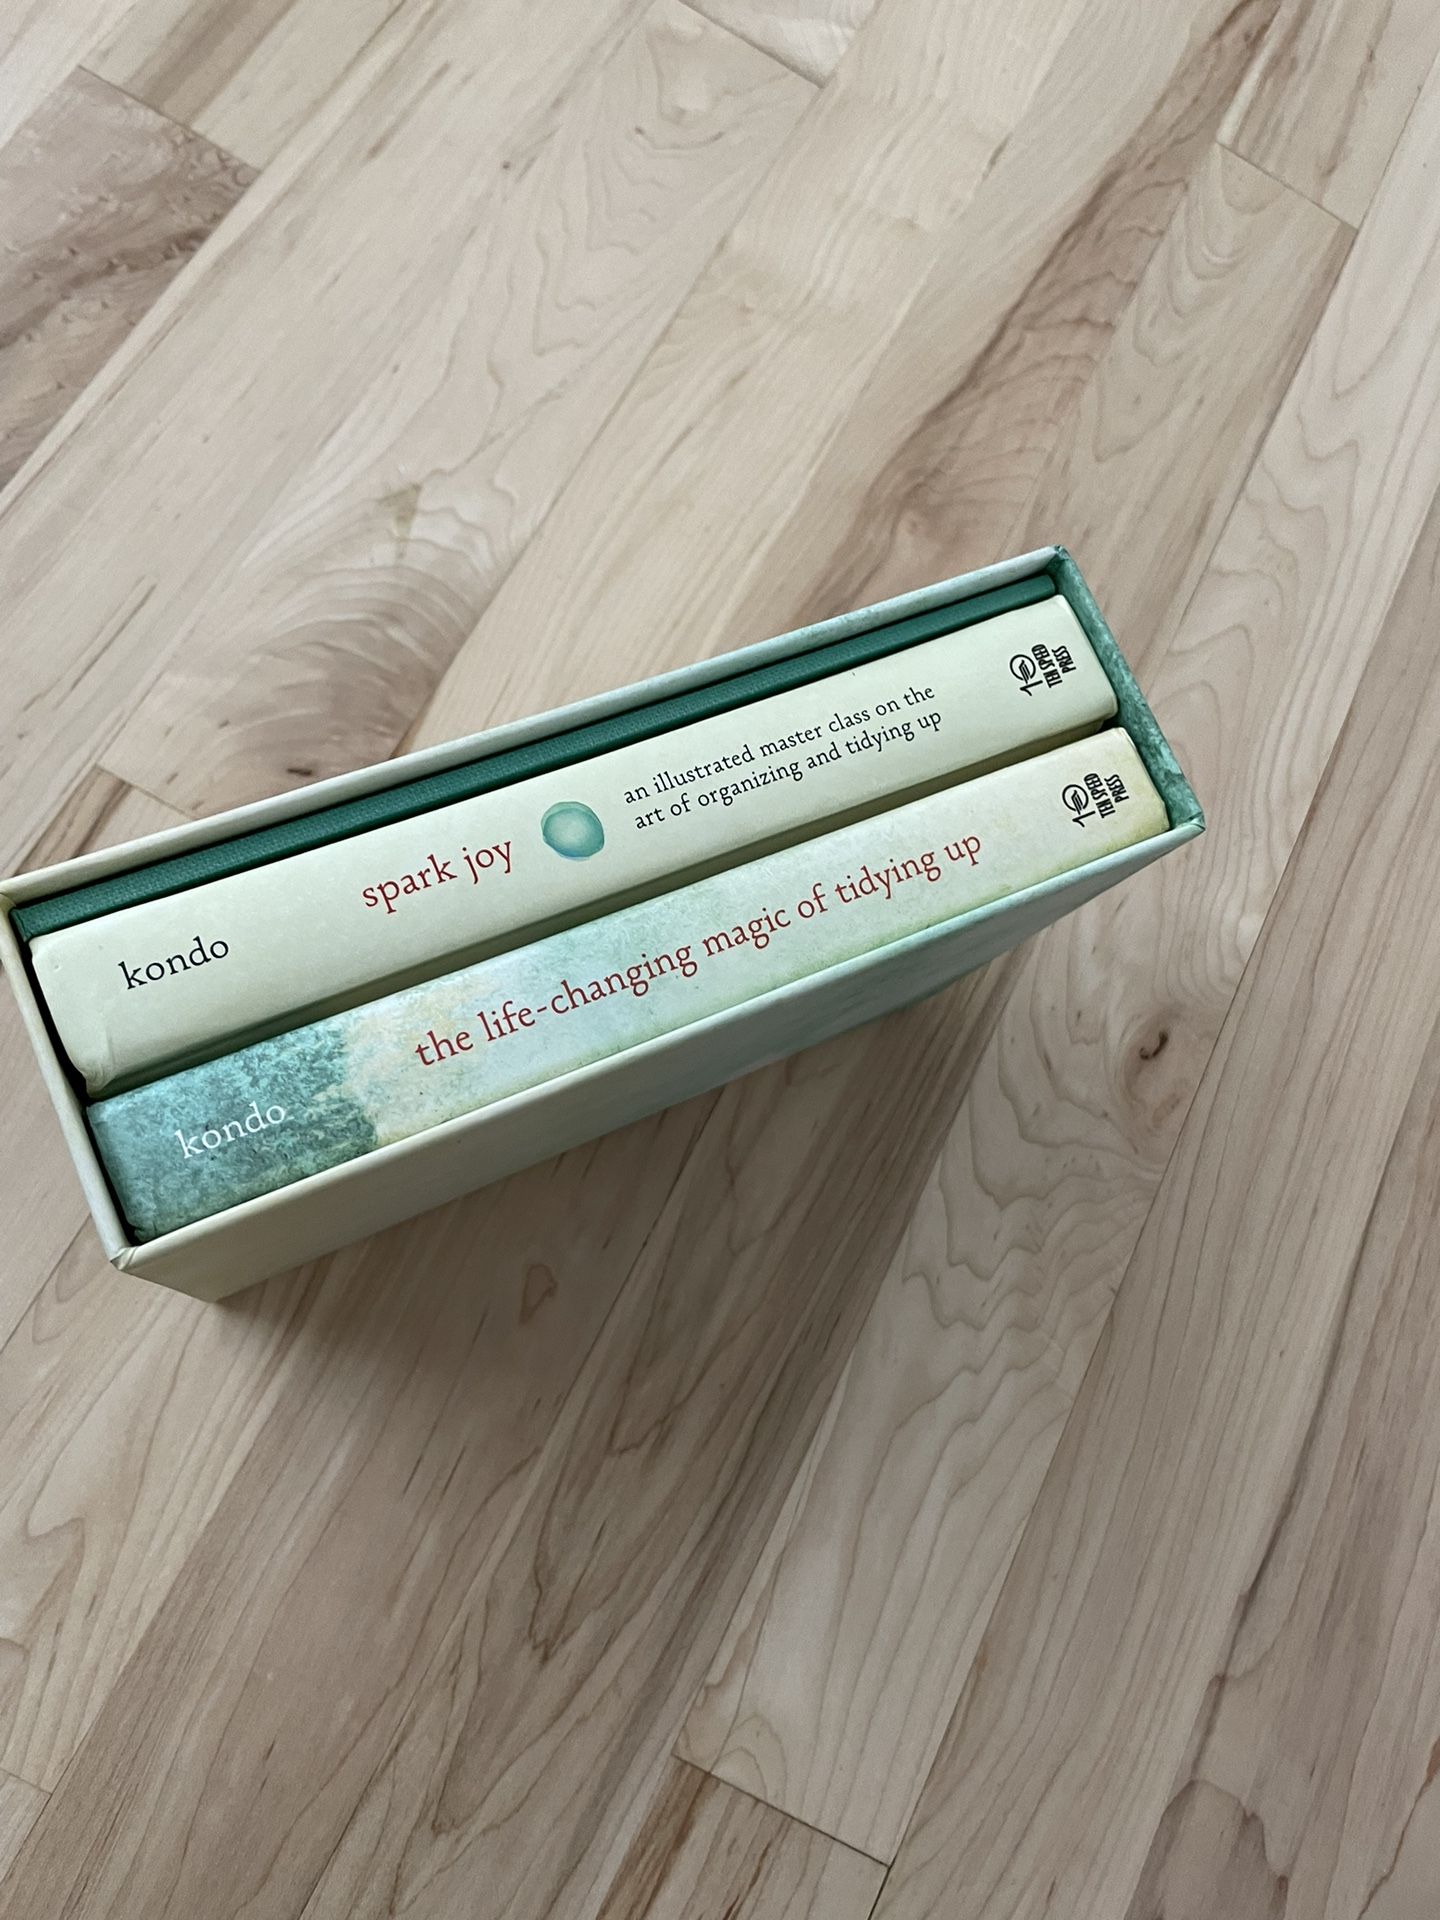 kondo
spark joy
an illustrated master class on the
art of organizing and tidying up
TEN SPEED
PRESS
kondo
the life-changing magic of tidying up
TEN SPEED
PRESS